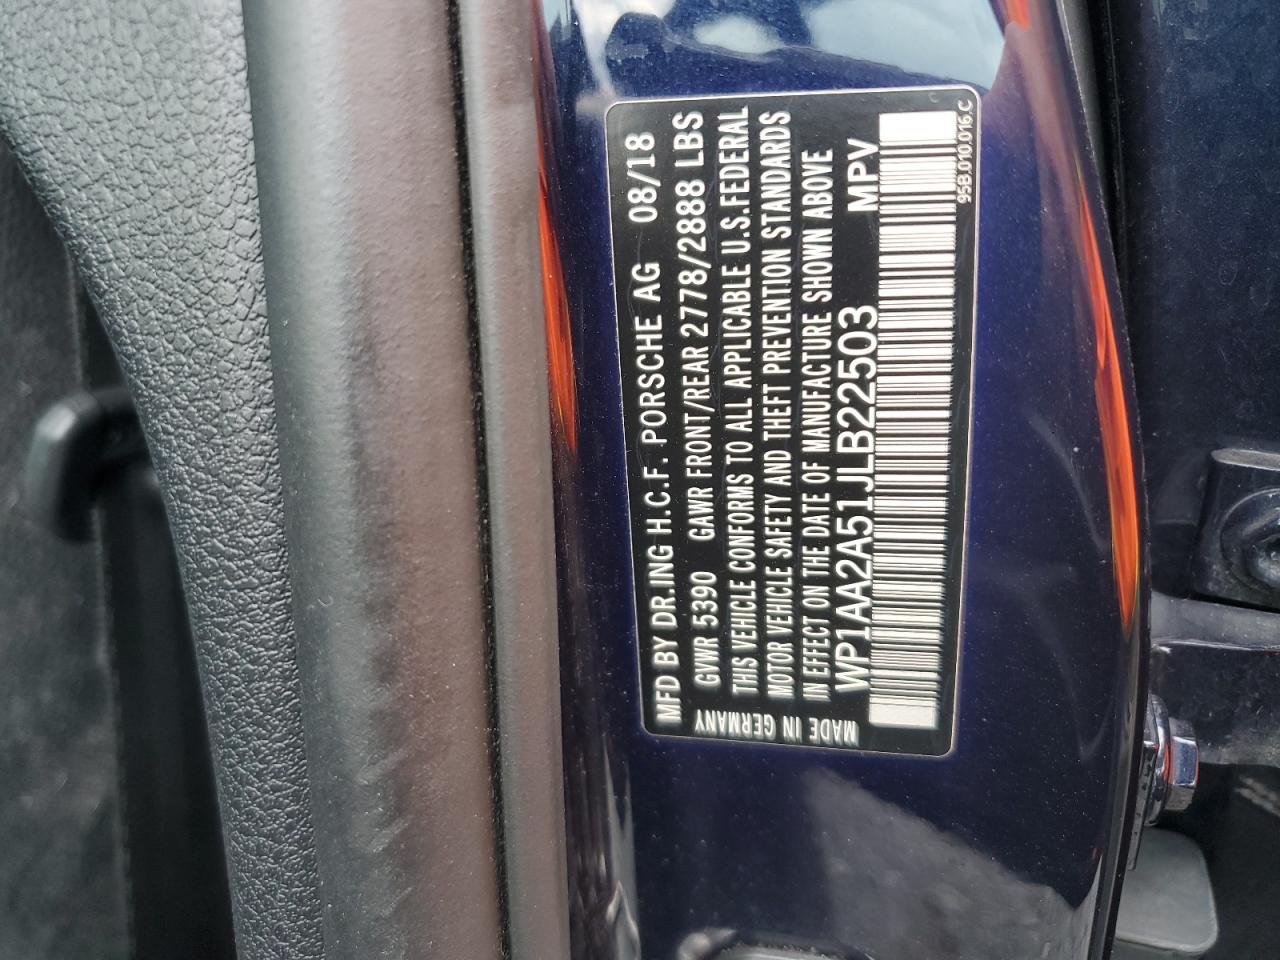 MFD BY DR.ING H.C.F. PORSCHE AG 08/18
GVWR 5390 GAWR FRONT/REAR 2778/2888 LBS
THIS VEHICLE CONFORMS TO ALL APPLICABLE U.S.FEDERAL
MOTOR VEHICLE SAFETY AND THEFT PREVENTION STANDARDS
IN EFFECT ON THE DATE OF MANUFACTURE SHOWN ABOVE
WP1AA2A51JLB22503 MPV
MADE IN GERMANY
95B.010.016.C